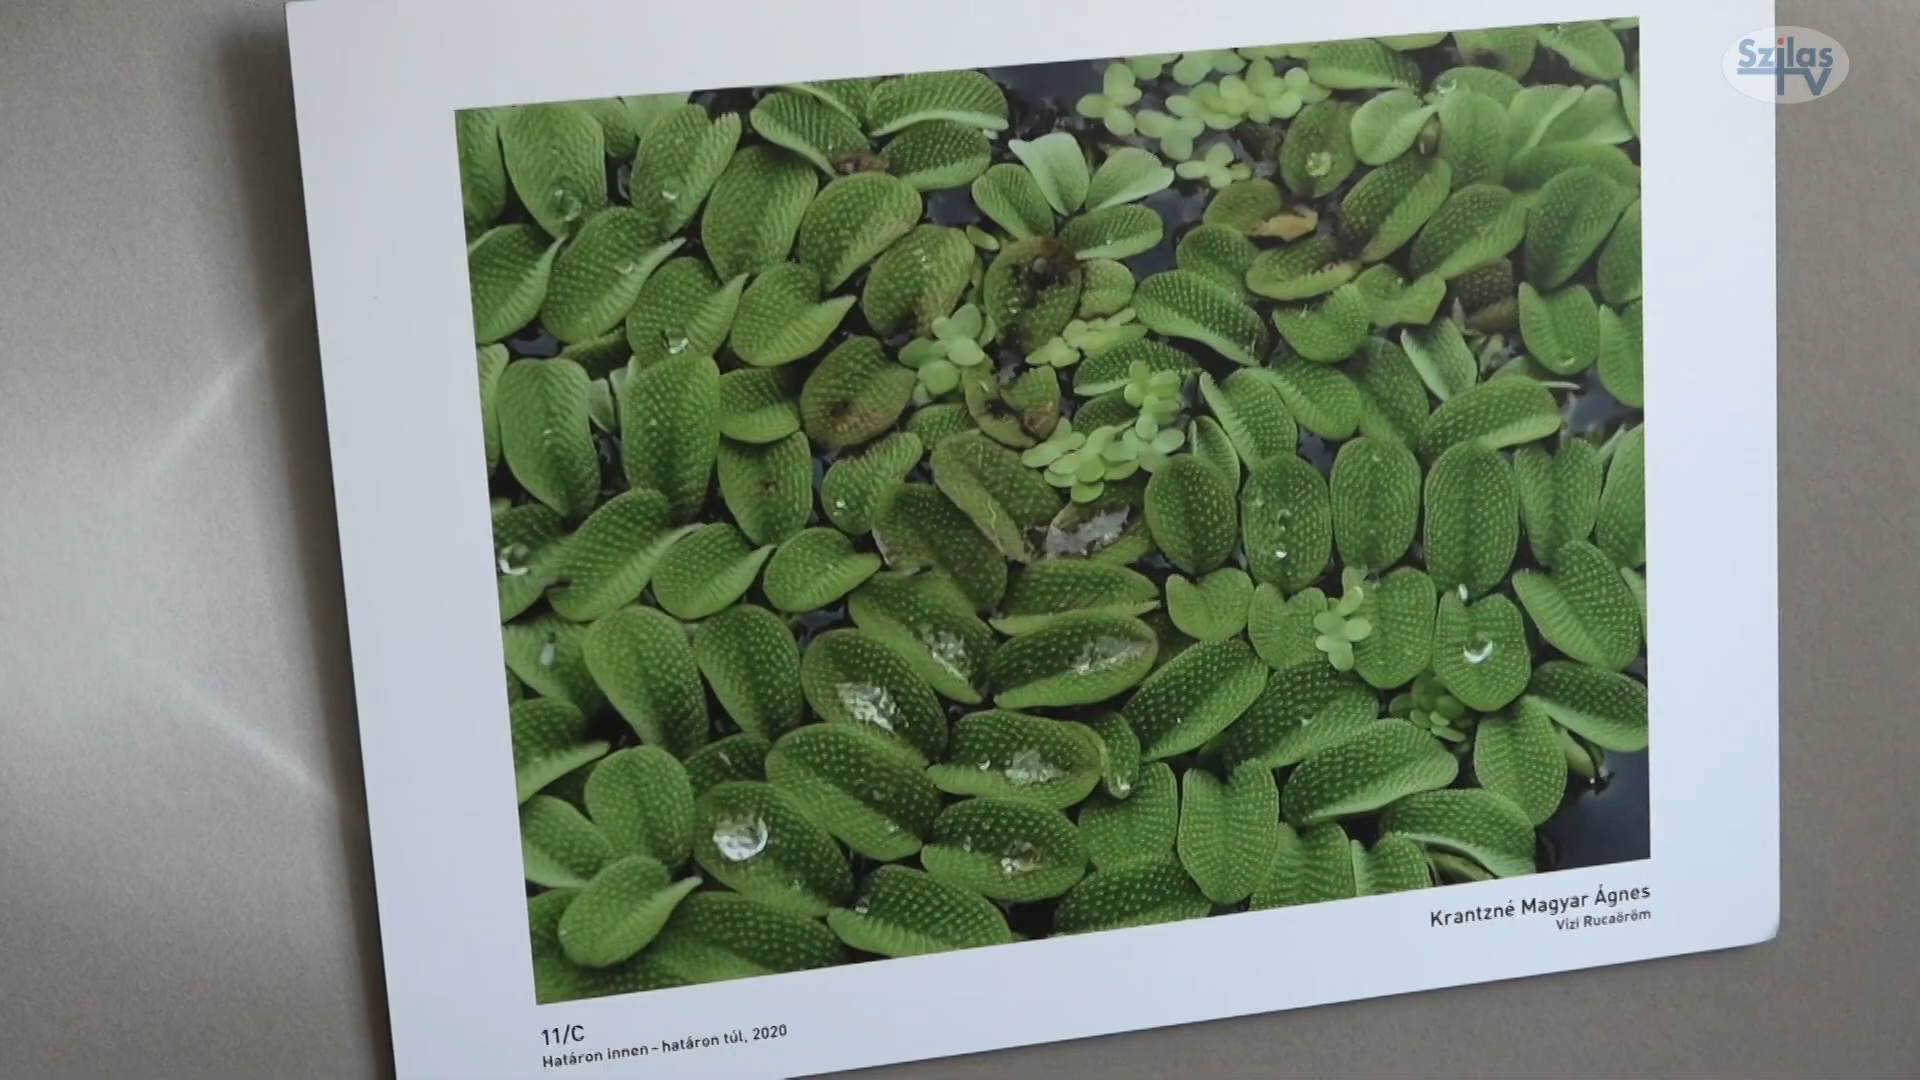 Szilas
TV
Krantzné Magyar Ágnes
Vízi Rucaöröm
11/C
Határon innen – határon túl, 2020